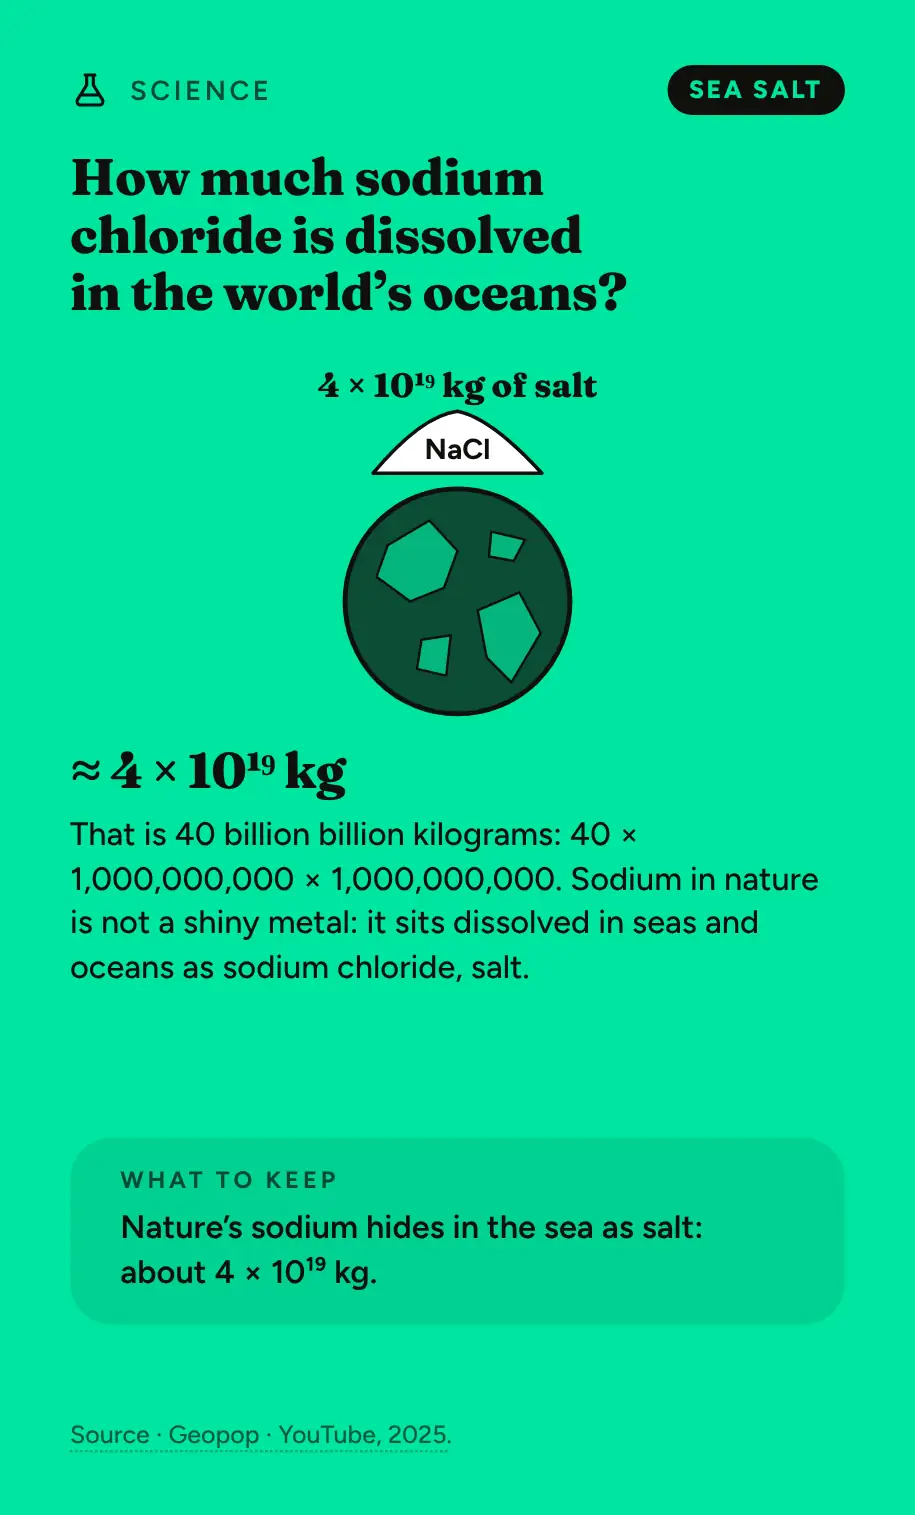 SCIENCE
SEA SALT
How much sodium
chloride is dissolved
in the world’s oceans?
4 × 10¹⁹ kg of salt
NaCl
≈ 4 × 10¹⁹ kg
That is 40 billion billion kilograms: 40 ×
1,000,000,000 × 1,000,000,000. Sodium in nature
is not a shiny metal: it sits dissolved in seas and
oceans as sodium chloride, salt.
WHAT TO KEEP
Nature’s sodium hides in the sea as salt:
about 4 × 10¹⁹ kg.
Source · Geopop · YouTube, 2025.